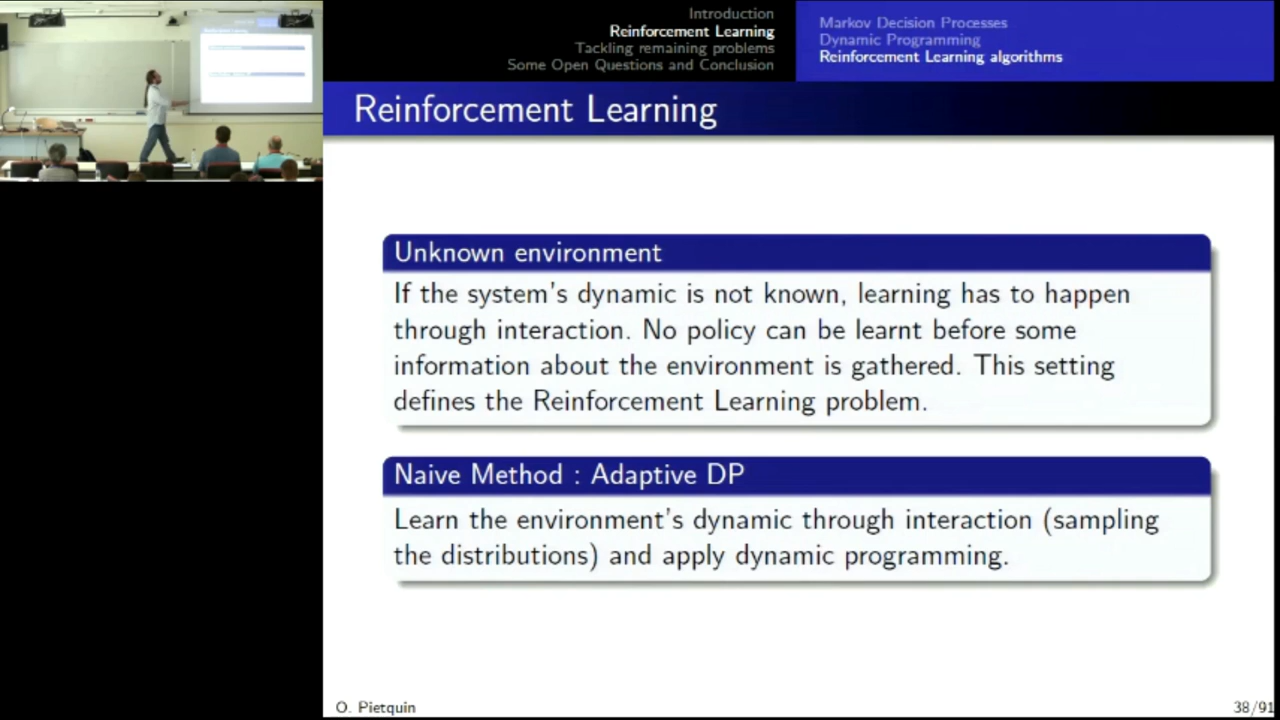 Introduction
Reinforcement Learning
Tackling remaining problems
Some Open Questions and Conclusion
Markov Decision Processes
Dynamic Programming
Reinforcement Learning algorithms
Reinforcement Learning
Unknown environment
If the system's dynamic is not known, learning has to happen
through interaction. No policy can be learnt before some
information about the environment is gathered. This setting
defines the Reinforcement Learning problem.
Naive Method : Adaptive DP
Learn the environment's dynamic through interaction (sampling
the distributions) and apply dynamic programming.
O. Pietquin
38/91